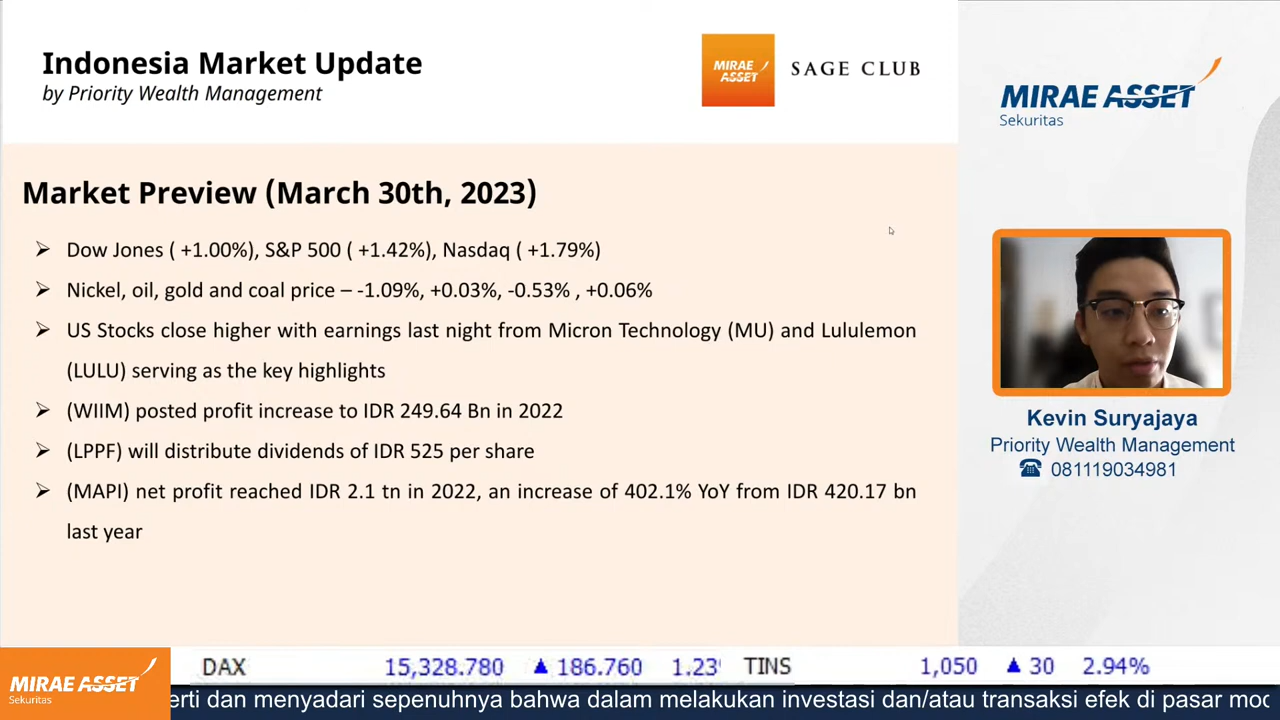 Indonesia Market Update
by Priority Wealth Management
MIRAE ASSET
SAGE CLUB
MIRAE ASSET
Sekuritas
Market Preview (March 30th, 2023)
Dow Jones ( +1.00%), S&P 500 ( +1.42%), Nasdaq ( +1.79%)
Nickel, oil, gold and coal price – -1.09%, +0.03%, -0.53% , +0.06%
US Stocks close higher with earnings last night from Micron Technology (MU) and Lululemon
(LULU) serving as the key highlights
(WIIM) posted profit increase to IDR 249.64 Bn in 2022
(LPPF) will distribute dividends of IDR 525 per share
(MAPI) net profit reached IDR 2.1 tn in 2022, an increase of 402.1% YoY from IDR 420.17 bn
last year
Kevin Suryajaya
Priority Wealth Management
☎ 081119034981
DAX 15,328.780 ▲ 186.760 1.23 TINS 1,050 ▲ 30 2.94%
MIRAE ASSET
Sekuritas
erti dan menyadari sepenuhnya bahwa dalam melakukan investasi dan/atau transaksi efek di pasar mod